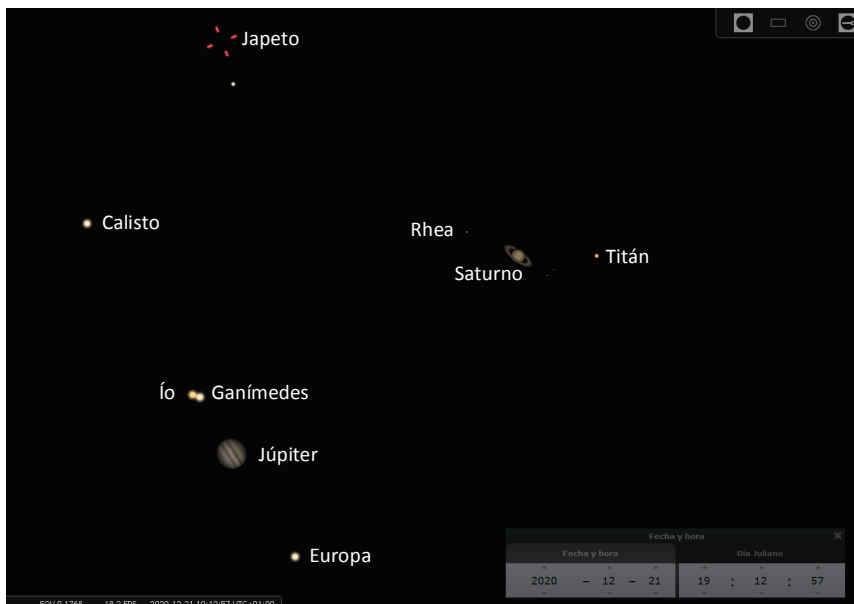 Japeto
Calisto
Rhea
Titán
Saturno
Ío
Ganímedes
Júpiter
Europa
Fecha y hora
Fecha y hora
Día Juliano
2020 - 12 - 21
19 : 12 : 57